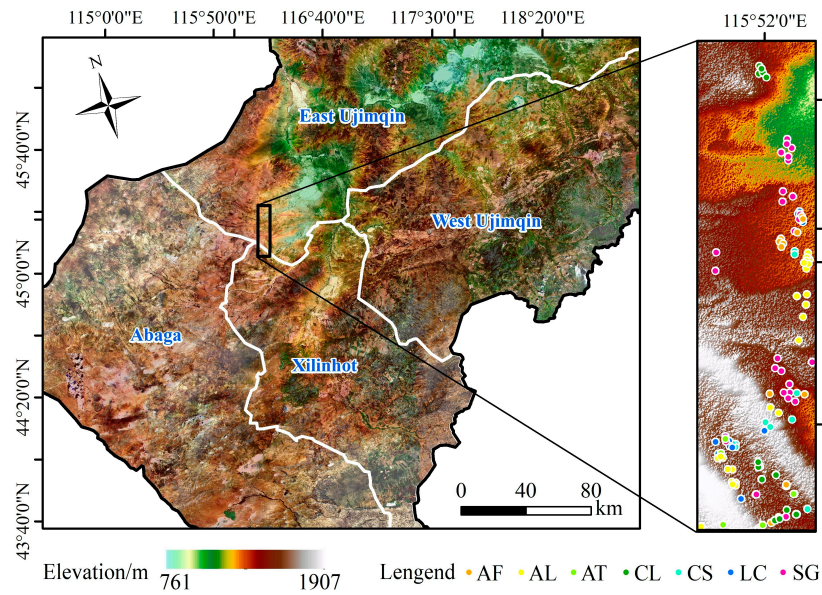 115°0'0"E 115°50'0"E 116°40'0"E 117°30'0"E 118°20'0"E
115°52'0"E
N
East Ujimqin
45°40'0"N
West Ujimqin
45°0'0"N
Abaga
Xilinhot
44°20'0"N
0 40 80
km
43°40'0"N
Elevation/m
761 1907
Lengend AF AL AT CL CS LC SG